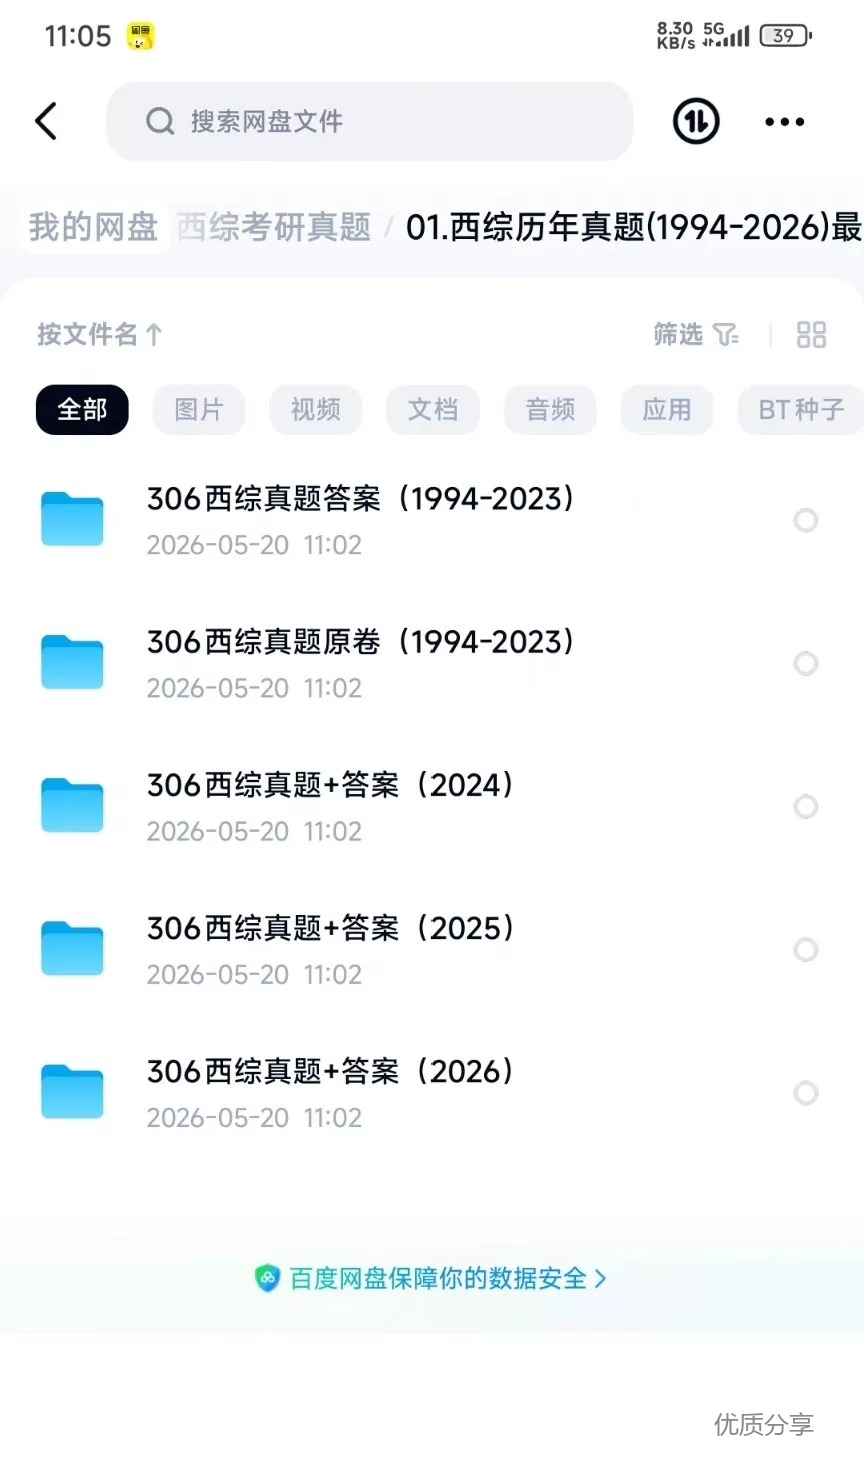 11:05 闲鱼 8.30 KB/s 5G 39
搜索网盘文件
我的网盘 西综考研真题 / 01.西综历年真题(1994-2026)最
按文件名↑ 筛选
全部 图片 视频 文档 音频 应用 BT种子
306西综真题答案（1994-2023）
2026-05-20 11:02
306西综真题原卷（1994-2023）
2026-05-20 11:02
306西综真题+答案（2024）
2026-05-20 11:02
306西综真题+答案（2025）
2026-05-20 11:02
306西综真题+答案（2026）
2026-05-20 11:02
百度网盘保障你的数据安全
优质分享